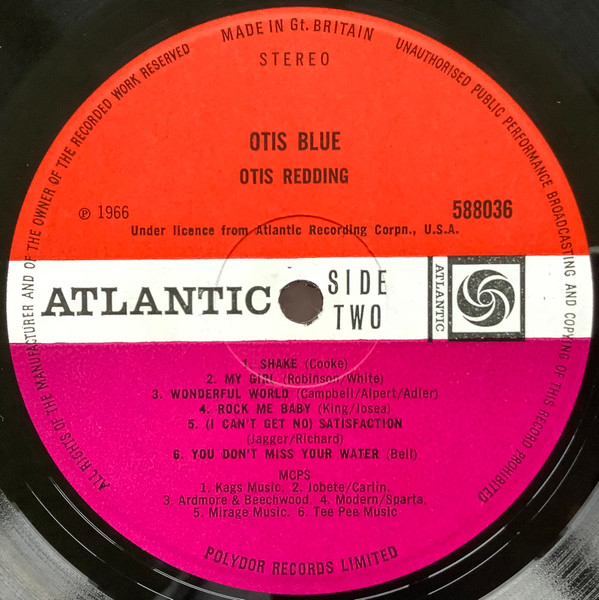 MADE IN Gt. BRITAIN
ALL RIGHTS OF THE MANUFACTURER AND OF THE OWNER OF THE RECORDED WORK RESERVED
UNAUTHORISED PUBLIC PERFORMANCE BROADCASTING AND COPYING OF THIS RECORD PROHIBITED
STEREO
OTIS BLUE
OTIS REDDING
℗ 1966
588036
Under licence from Atlantic Recording Corpn., U.S.A.
ATLANTIC
SIDE
TWO
ATLANTIC
1. SHAKE (Cooke)
2. MY GIRL (Robinson/White)
3. WONDERFUL WORLD (Campbell/Alpert/Adler)
4. ROCK ME BABY (King/Josea)
5. (I CAN'T GET NO) SATISFACTION
(Jagger/Richard)
6. YOU DON'T MISS YOUR WATER (Bell)
MCPS
1. Kags Music. 2. Jobete/Carlin.
3. Ardmore & Beechwood. 4. Modern/Sparta.
5. Mirage Music. 6. Tee Pee Music
POLYDOR RECORDS LIMITED